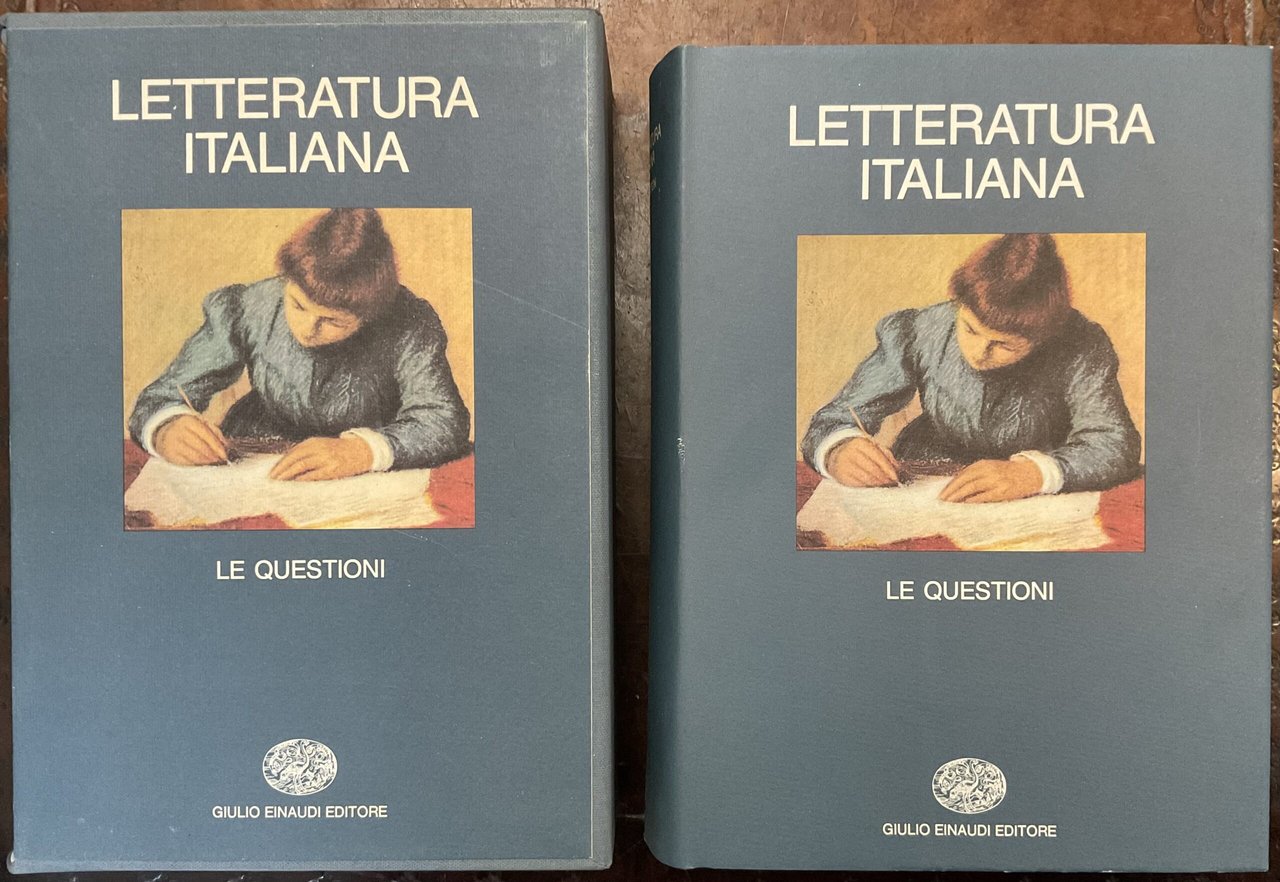 LETTERATURA
ITALIANA
LE QUESTIONI
GIULIO EINAUDI EDITORE
LETTERATURA
ITALIANA
LE QUESTIONI
GIULIO EINAUDI EDITORE